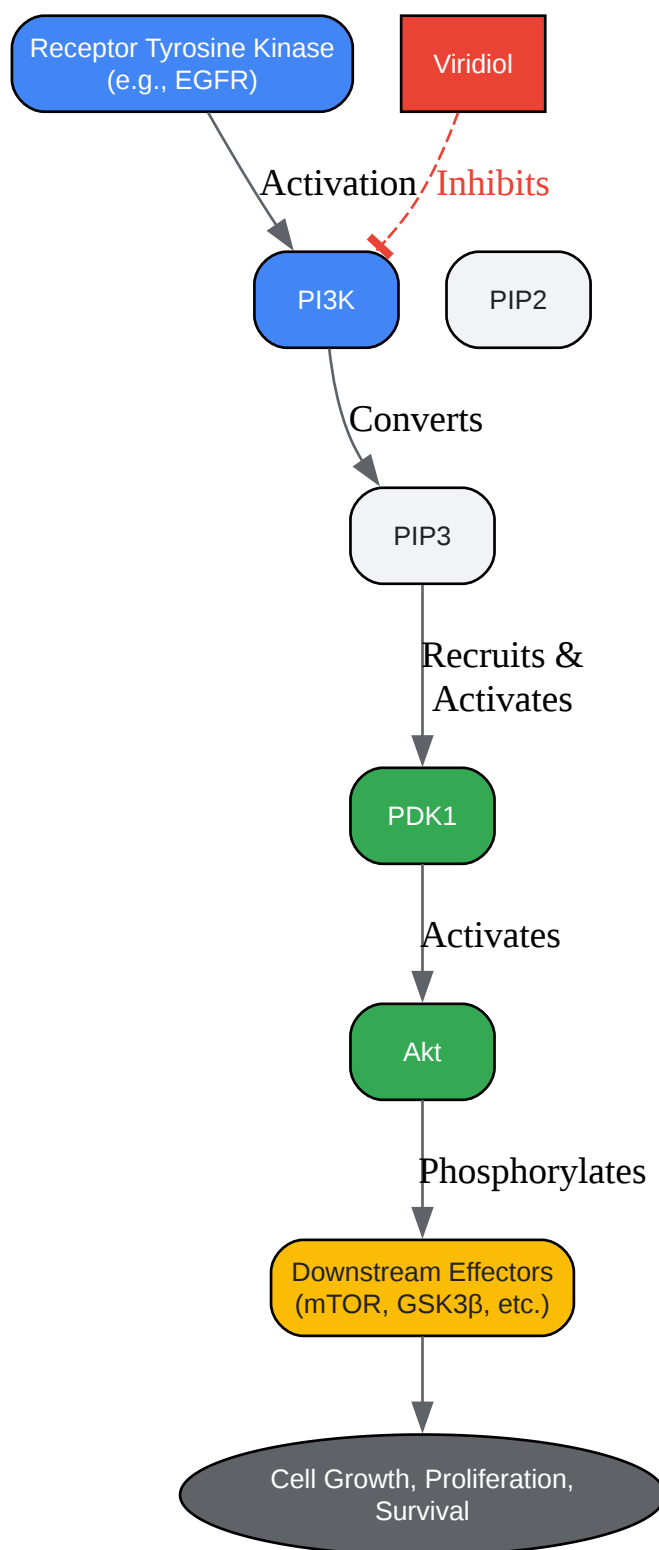 Receptor Tyrosine Kinase
(e.g., EGFR)
Viridiol
Activation
Inhibits
PI3K
PIP2
Converts
PIP3
Recruits &
Activates
PDK1
Activates
Akt
Phosphorylates
Downstream Effectors
(mTOR, GSK3β, etc.)
Cell Growth, Proliferation,
Survival